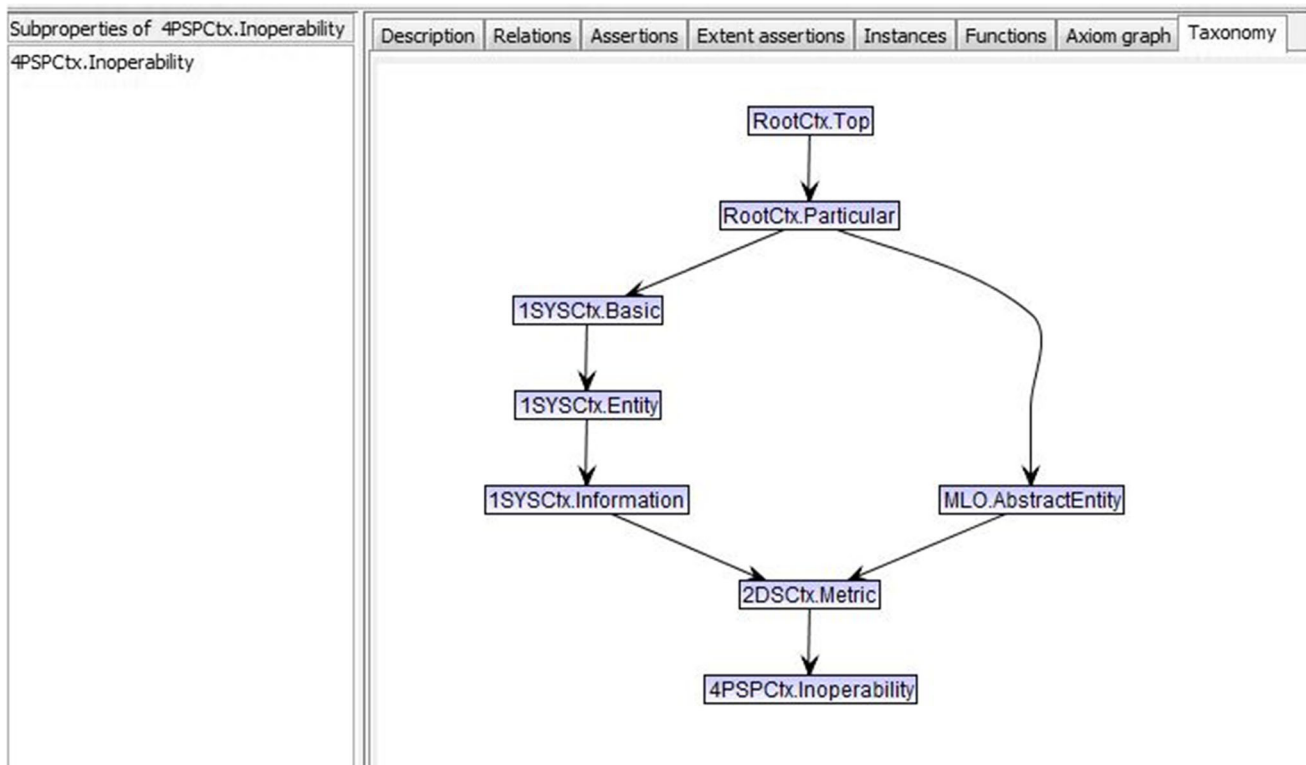 Subproperties of 4PSPCtx.Inoperability
4PSPCtx.Inoperability
Description Relations Assertions Extent assertions Instances Functions Axiom graph Taxonomy
RootCtx.Top
RootCtx.Particular
1SYSCtx.Basic
1SYSCtx.Entity
1SYSCtx.Information MLO.AbstractEntity
2DSCtx.Metric
4PSPCtx.Inoperability